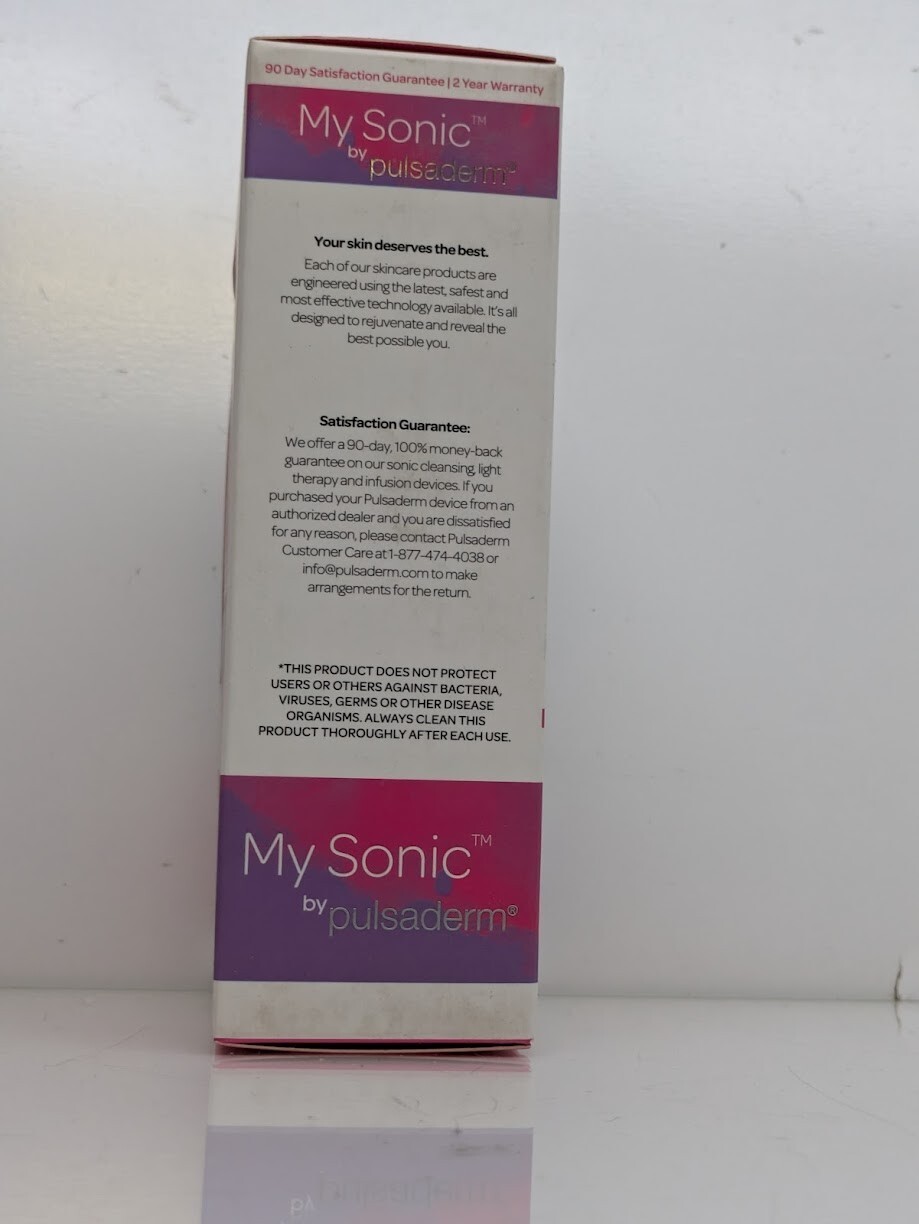 90 Day Satisfaction Guarantee | 2 Year Warranty
My Sonic™
by pulsaderm®
Your skin deserves the best.
Each of our skincare products are
engineered using the latest, safest and
most effective technology available. It's all
designed to rejuvenate and reveal the
best possible you.
Satisfaction Guarantee:
We offer a 90-day, 100% money-back
guarantee on our sonic cleansing, light
therapy and infusion devices. If you
purchased your Pulsaderm device from an
authorized dealer and you are dissatisfied
for any reason, please contact Pulsaderm
Customer Care at 1-877-474-4038 or
info@pulsaderm.com to make
arrangements for the return.
*THIS PRODUCT DOES NOT PROTECT
USERS OR OTHERS AGAINST BACTERIA,
VIRUSES, GERMS OR OTHER DISEASE
ORGANISMS. ALWAYS CLEAN THIS
PRODUCT THOROUGHLY AFTER EACH USE.
My Sonic™
by pulsaderm®